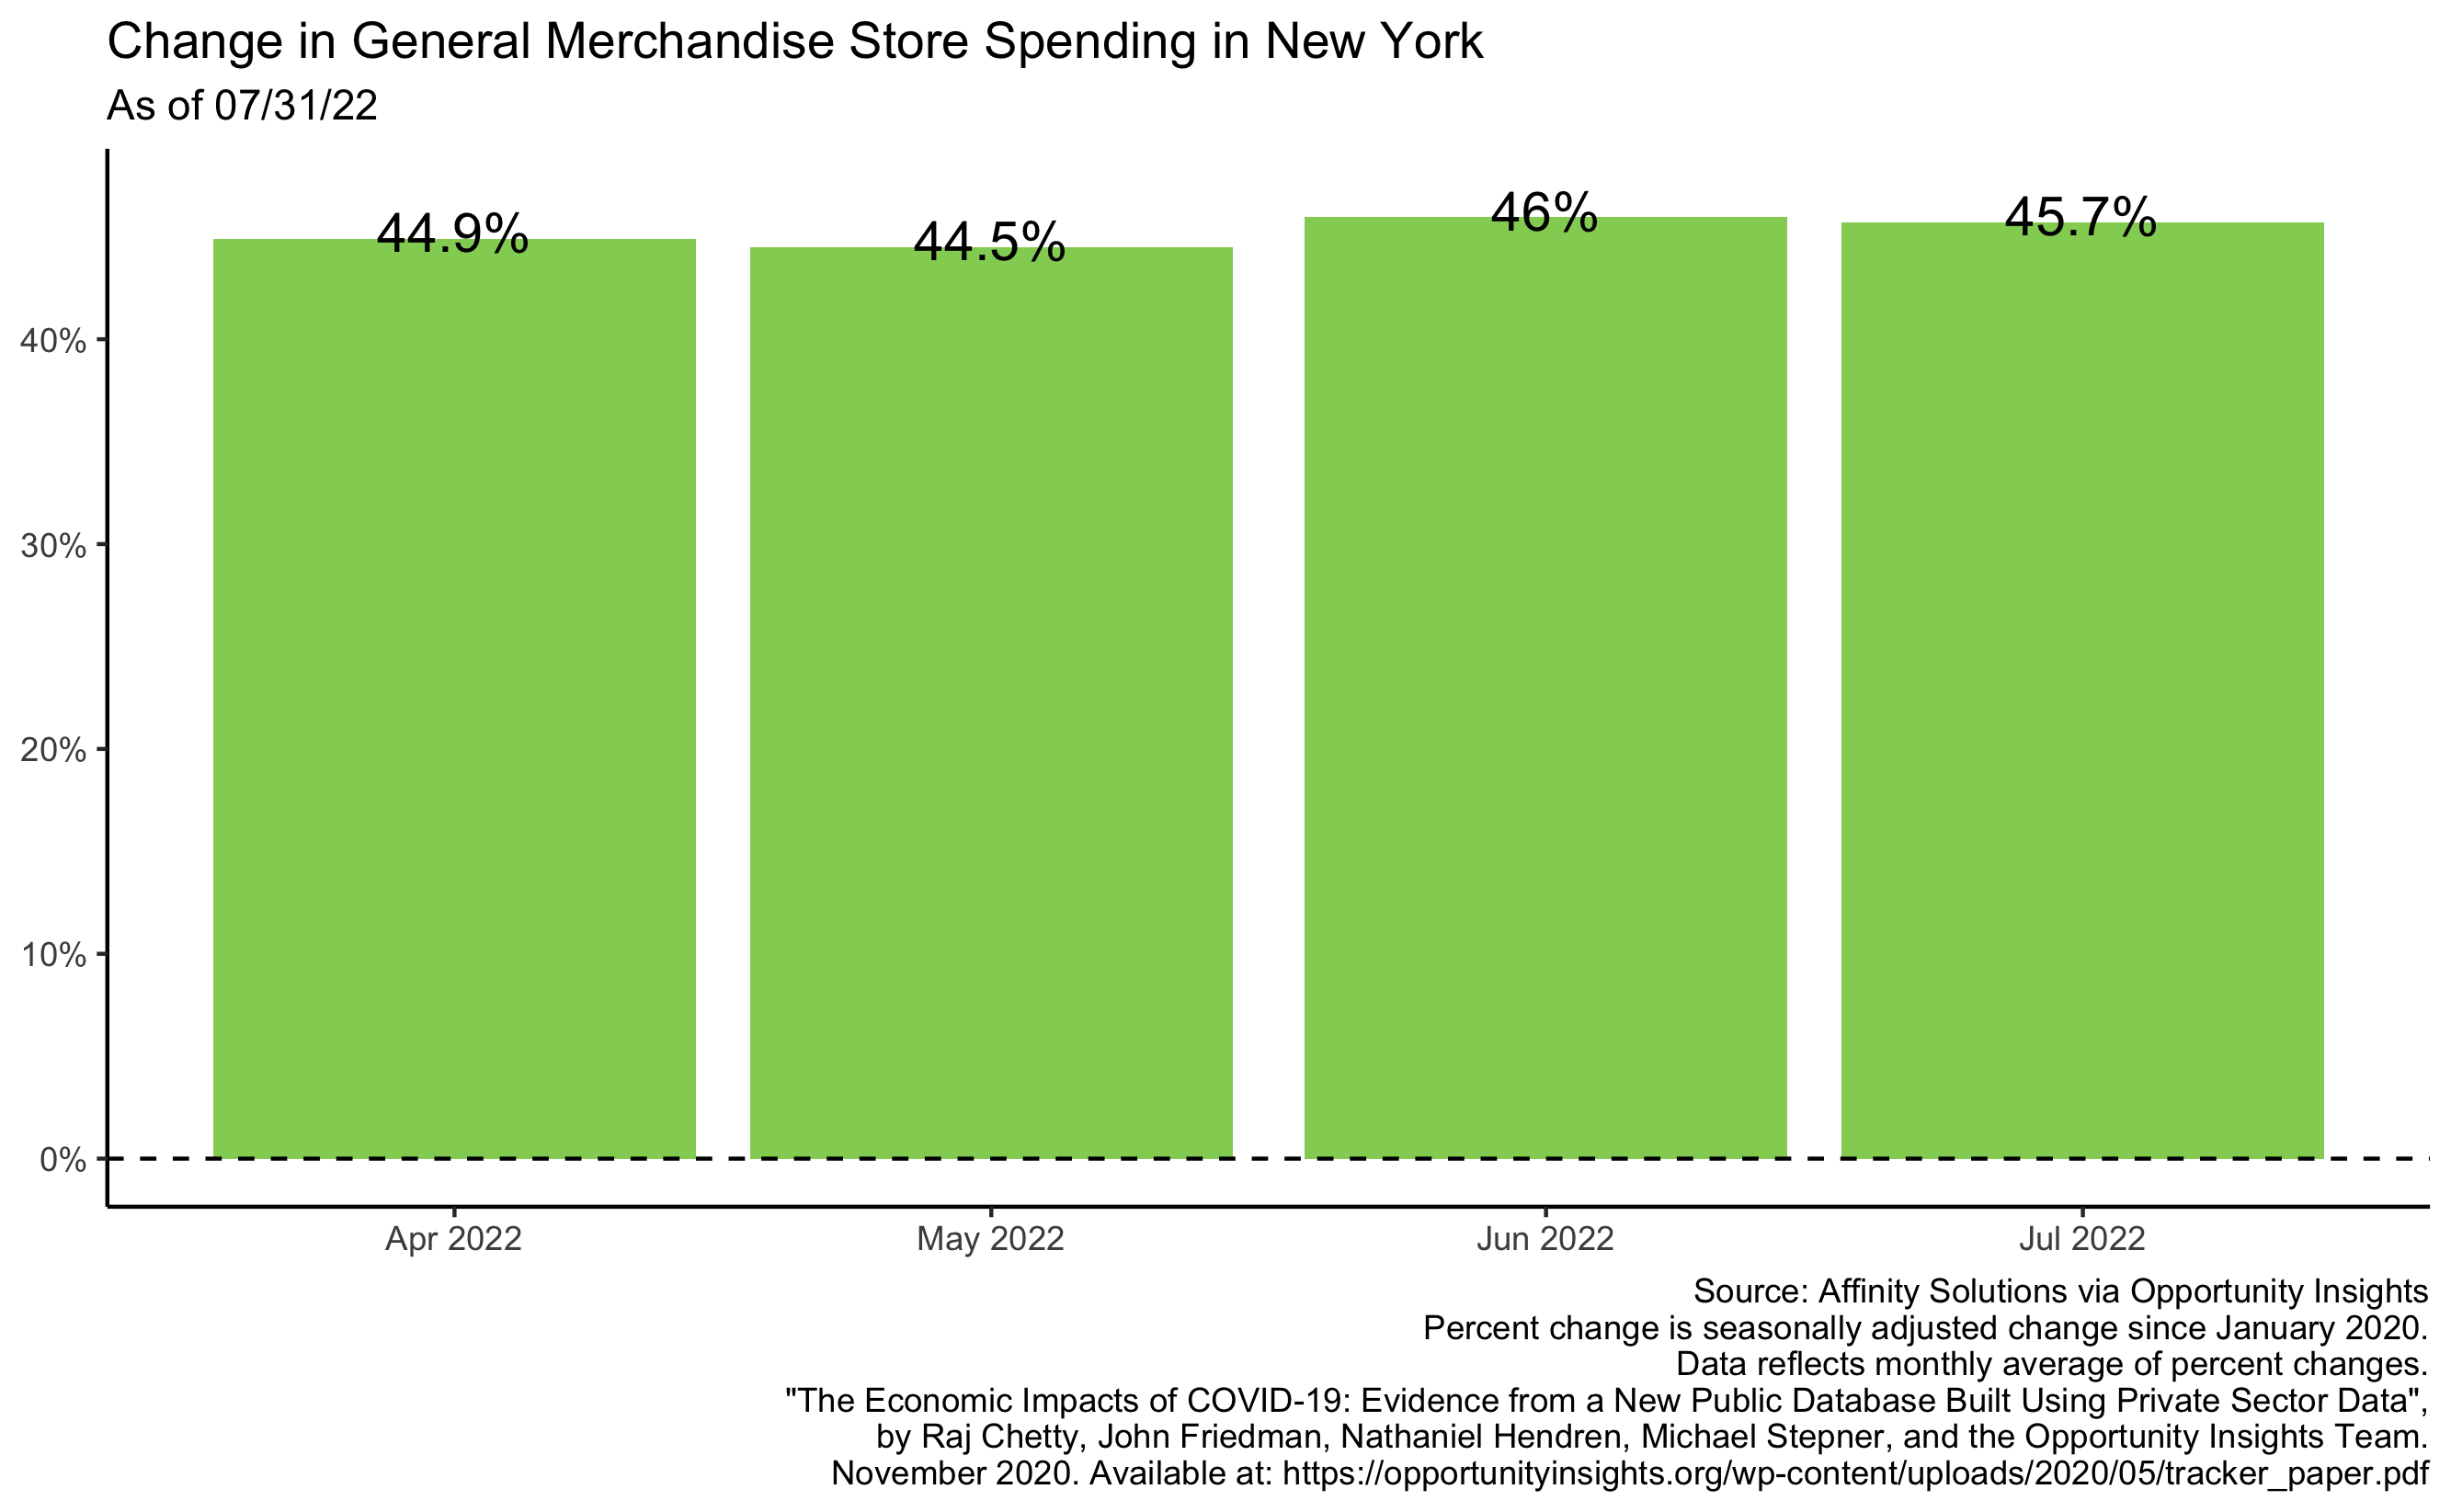 Change in General Merchandise Store Spending in New York
As of 07/31/22
44.9%
44.5%
46%
45.7%
40%
30%
20%
10%
0%
Apr 2022
May 2022
Jun 2022
Jul 2022
Source: Affinity Solutions via Opportunity Insights
Percent change is seasonally adjusted change since January 2020.
Data reflects monthly average of percent changes.
"The Economic Impacts of COVID-19: Evidence from a New Public Database Built Using Private Sector Data",
by Raj Chetty, John Friedman, Nathaniel Hendren, Michael Stepner, and the Opportunity Insights Team.
November 2020. Available at: https://opportunityinsights.org/wp-content/uploads/2020/05/tracker_paper.pdf